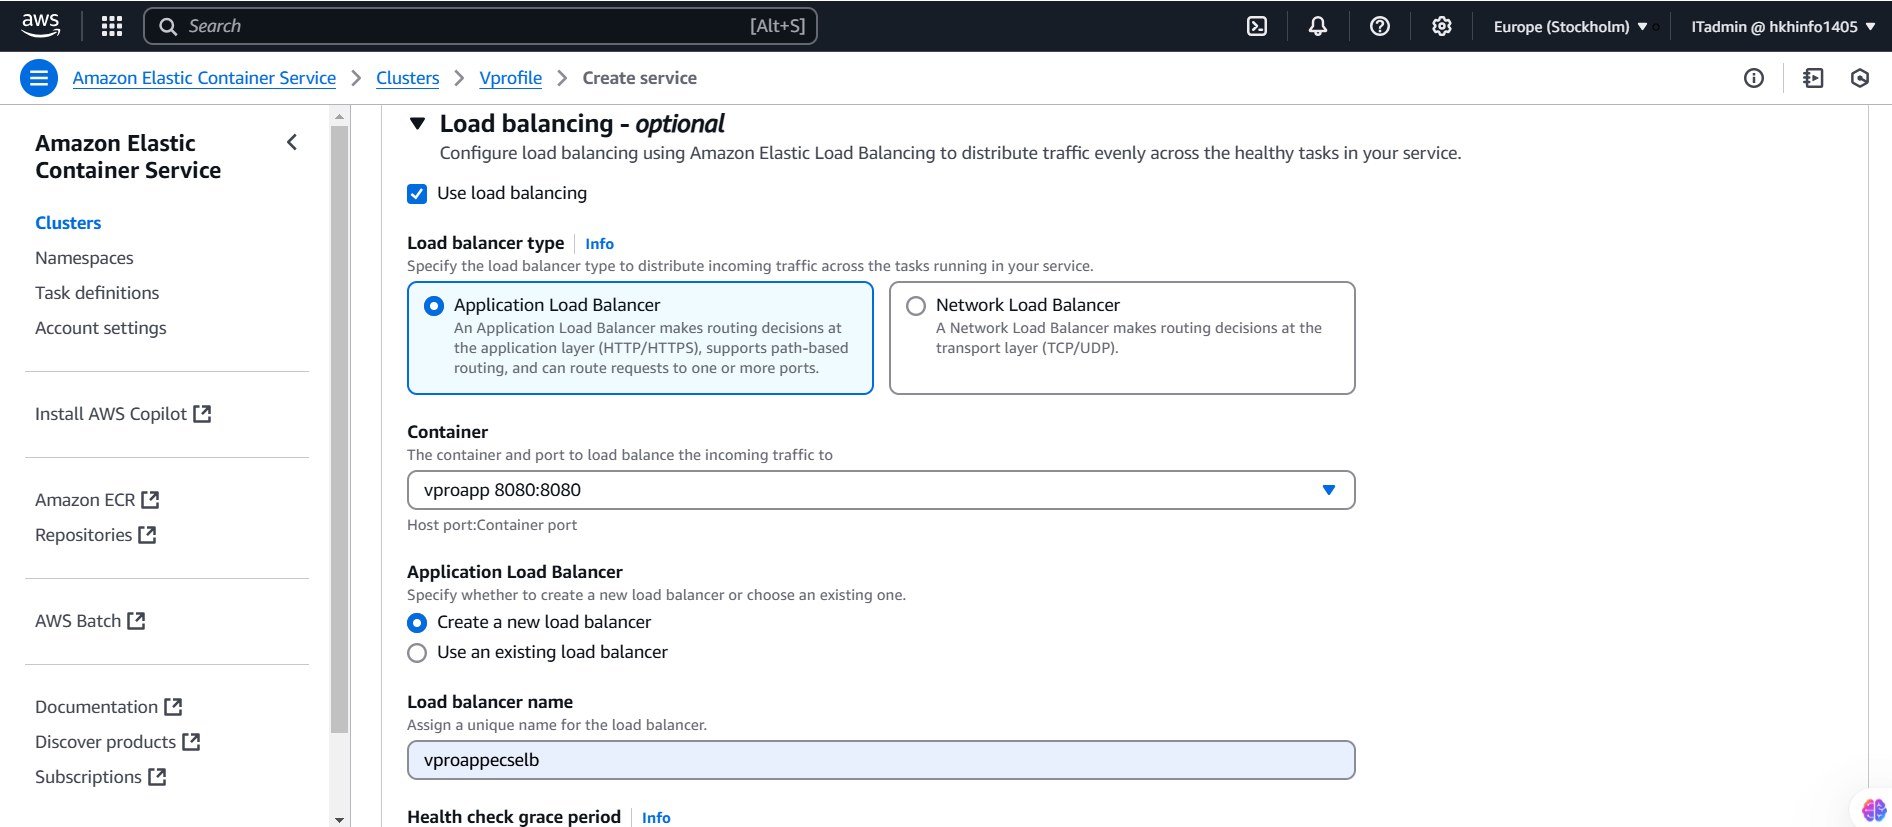 aws
Search
[Alt+S]
Europe (Stockholm)
ITadmin @ hkhinfo1405
Amazon Elastic Container Service
Clusters
Vprofile
Create service
Amazon Elastic
Container Service
Clusters
Namespaces
Task definitions
Account settings
Install AWS Copilot
Amazon ECR
Repositories
AWS Batch
Documentation
Discover products
Subscriptions
Load balancing - optional
Configure load balancing using Amazon Elastic Load Balancing to distribute traffic evenly across the healthy tasks in your service.
Use load balancing
Load balancer type
Info
Specify the load balancer type to distribute incoming traffic across the tasks running in your service.
Application Load Balancer
An Application Load Balancer makes routing decisions at
the application layer (HTTP/HTTPS), supports path-based
routing, and can route requests to one or more ports.
Network Load Balancer
A Network Load Balancer makes routing decisions at the
transport layer (TCP/UDP).
Container
The container and port to load balance the incoming traffic to
vproapp 8080:8080
Host port:Container port
Application Load Balancer
Specify whether to create a new load balancer or choose an existing one.
Create a new load balancer
Use an existing load balancer
Load balancer name
Assign a unique name for the load balancer.
vproappecselb
Health check grace period
Info